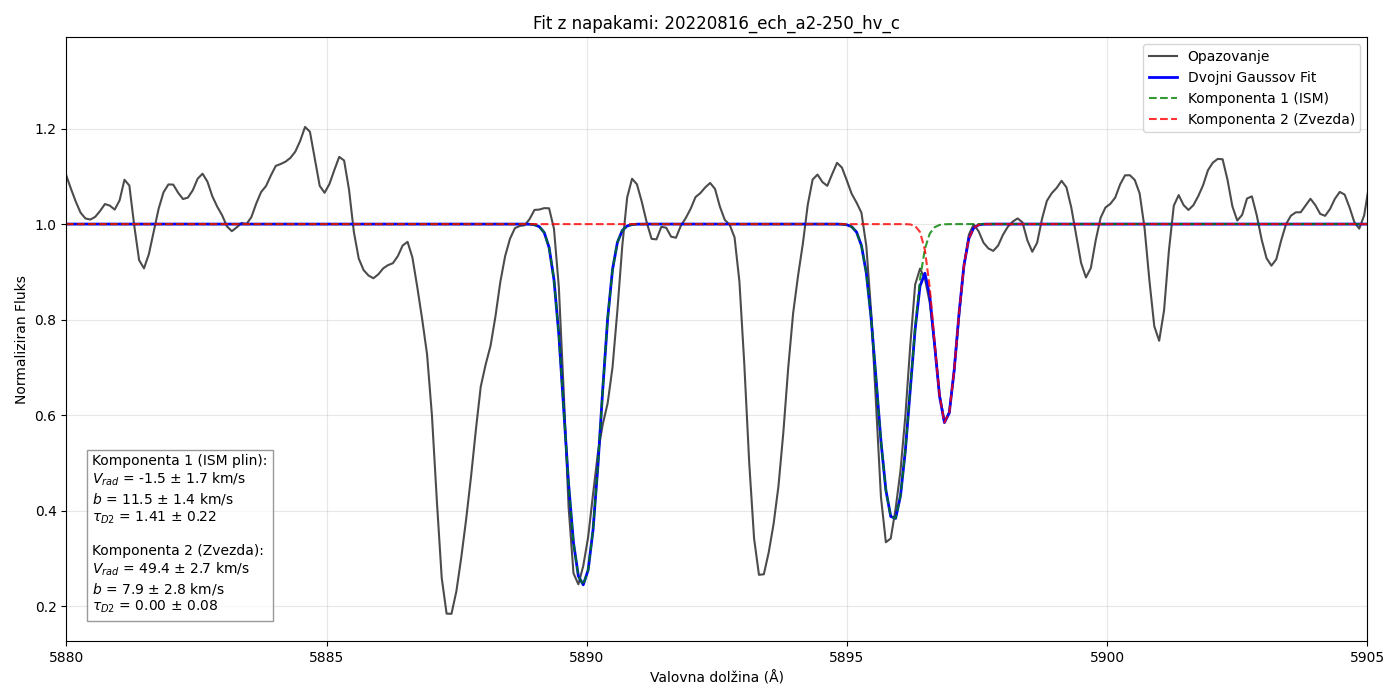 Fit z napakami: 20220816_ech_a2-250_hv_c
Opazovanje
Dvojni Gaussov Fit
Komponenta 1 (ISM)
Komponenta 2 (Zvezda)
Normaliziran Fluks
1.2
1.0
0.8
0.6
0.4
0.2
Komponenta 1 (ISM plin):
V_rad = -1.5 ± 1.7 km/s
b = 11.5 ± 1.4 km/s
τ_D2 = 1.41 ± 0.22
Komponenta 2 (Zvezda):
V_rad = 49.4 ± 2.7 km/s
b = 7.9 ± 2.8 km/s
τ_D2 = 0.00 ± 0.08
5880 5885 5890 5895 5900 5905
Valovna dolžina (Å)